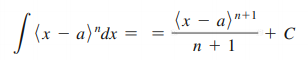 ∫⟨x − a⟩ⁿdx = = ⟨x − a⟩ⁿ⁺¹ / n + 1 + C